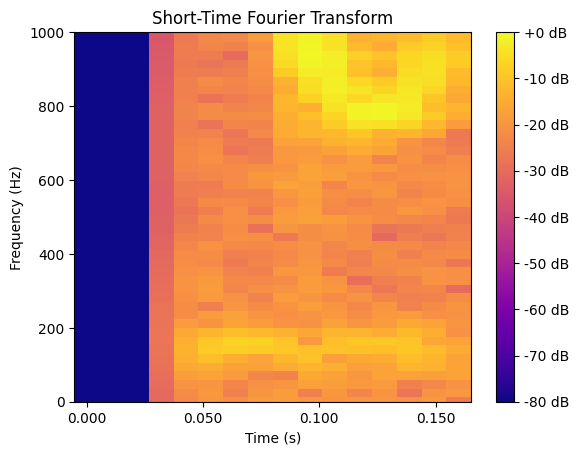 Short-Time Fourier Transform
1000
800
600
400
200
0
Frequency (Hz)
0.000
0.050
0.100
0.150
Time (s)
+0 dB
-10 dB
-20 dB
-30 dB
-40 dB
-50 dB
-60 dB
-70 dB
-80 dB